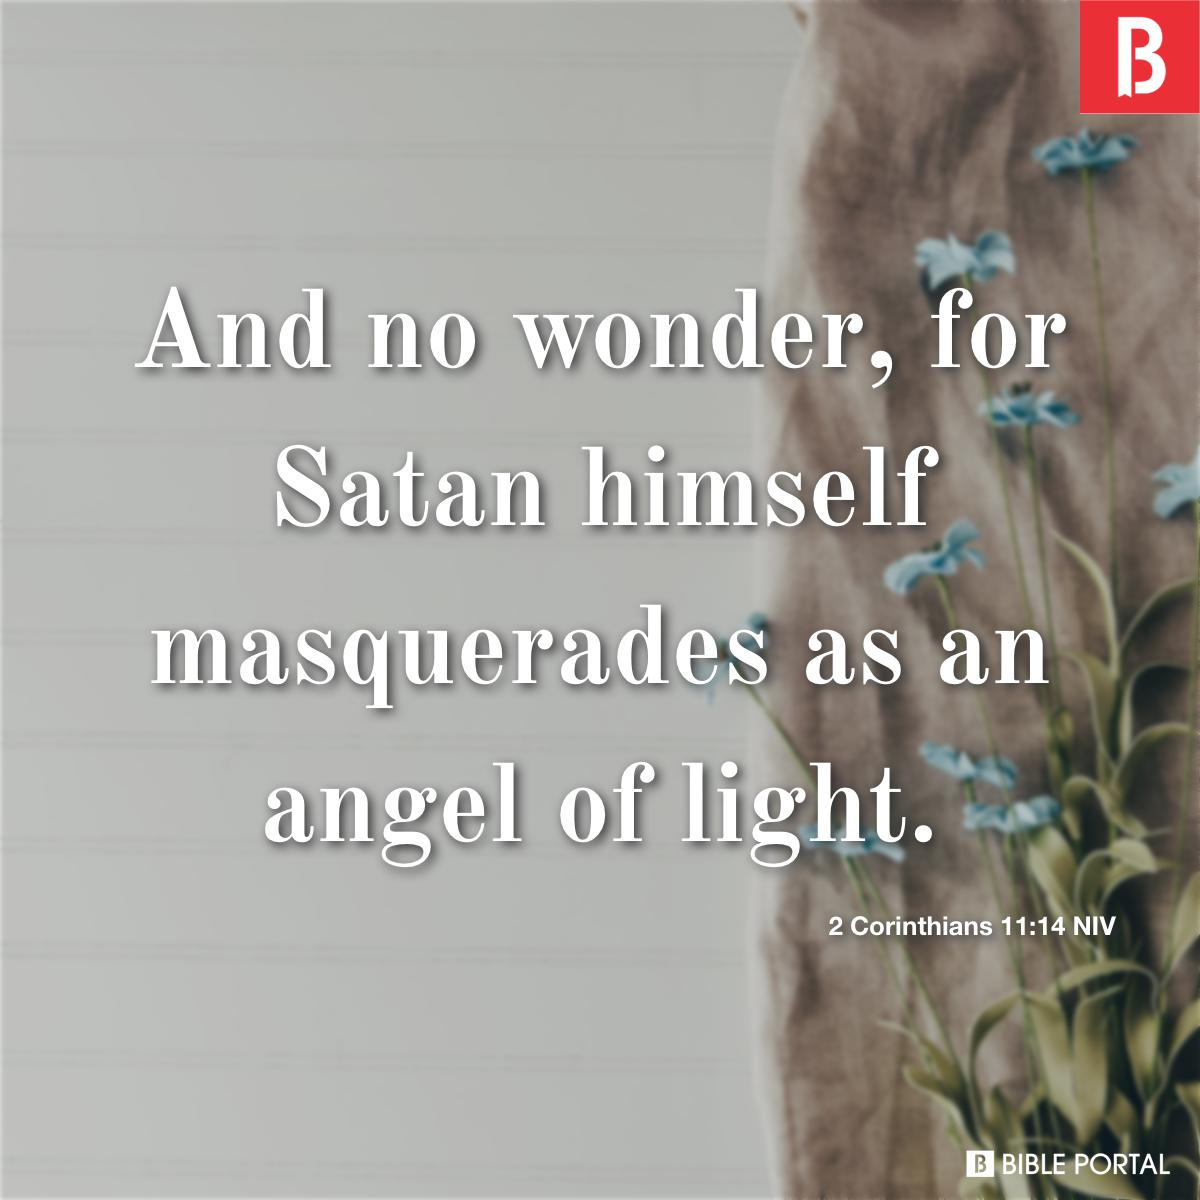 B
And no wonder, for
Satan himself
masquerades as an
angel of light.
2 Corinthians 11:14 NIV
B BIBLE PORTAL